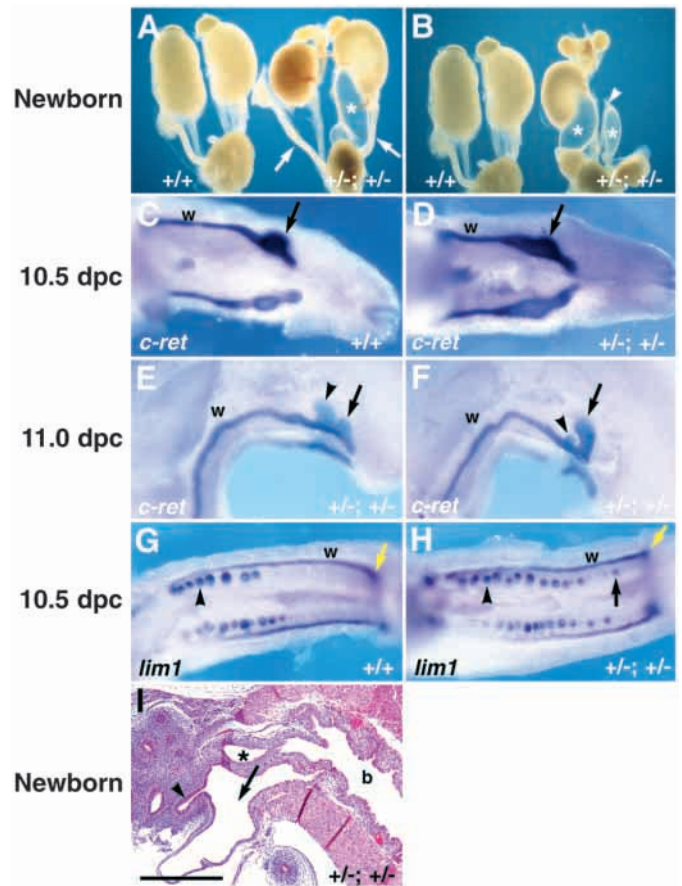 Newborn
A
*
+/+
+/-; +/-
B
*
*
+/+
+/-; +/-
10.5 dpc
C
w
c-ret
+/+
D
w
c-ret
+/-; +/-
11.0 dpc
E
w
c-ret
+/-; +/-
F
w
c-ret
+/-; +/-
10.5 dpc
G
w
lim1
+/+
H
w
lim1
+/-; +/-
Newborn
I
*
b
+/-; +/-